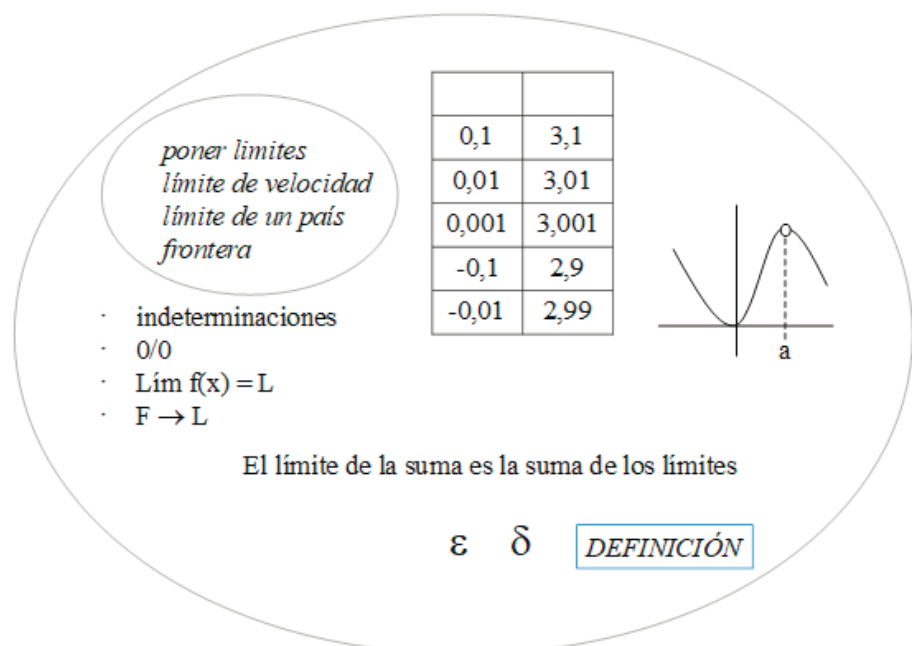 poner limites
límite de velocidad
límite de un país
frontera
0,1 3,1
0,01 3,01
0,001 3,001
-0,1 2,9
-0,01 2,99
a
· indeterminaciones
· 0/0
· Lím f(x) = L
· F → L
El límite de la suma es la suma de los límites
ε δ DEFINICIÓN